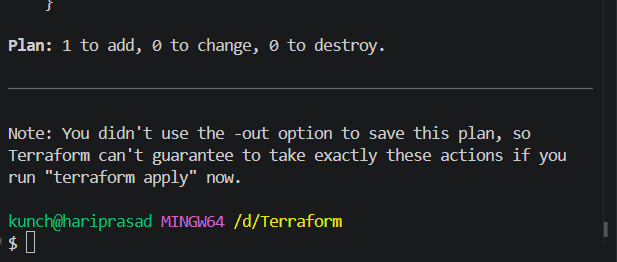 }
Plan: 1 to add, 0 to change, 0 to destroy.
Note: You didn't use the -out option to save this plan, so
Terraform can't guarantee to take exactly these actions if you
run "terraform apply" now.
kunch@hariprasad MINGW64 /d/Terraform
$